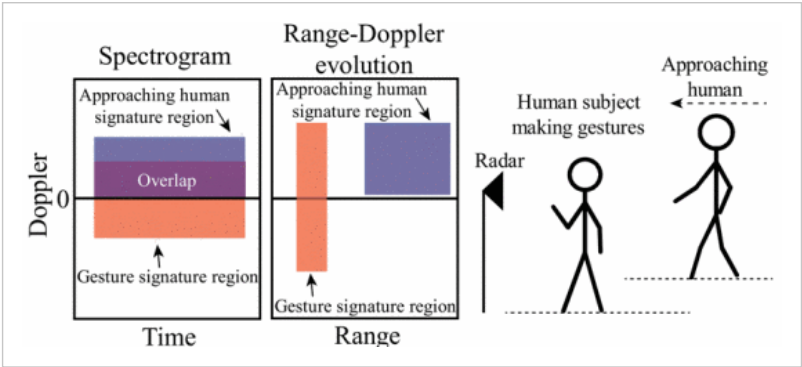 Spectrogram
Approaching human
signature region
Overlap
Gesture signature region
Doppler
0
Time
Range-Doppler
evolution
Approaching human
signature region
Gesture signature region
Range
Radar
Human subject
making gestures
Approaching
human